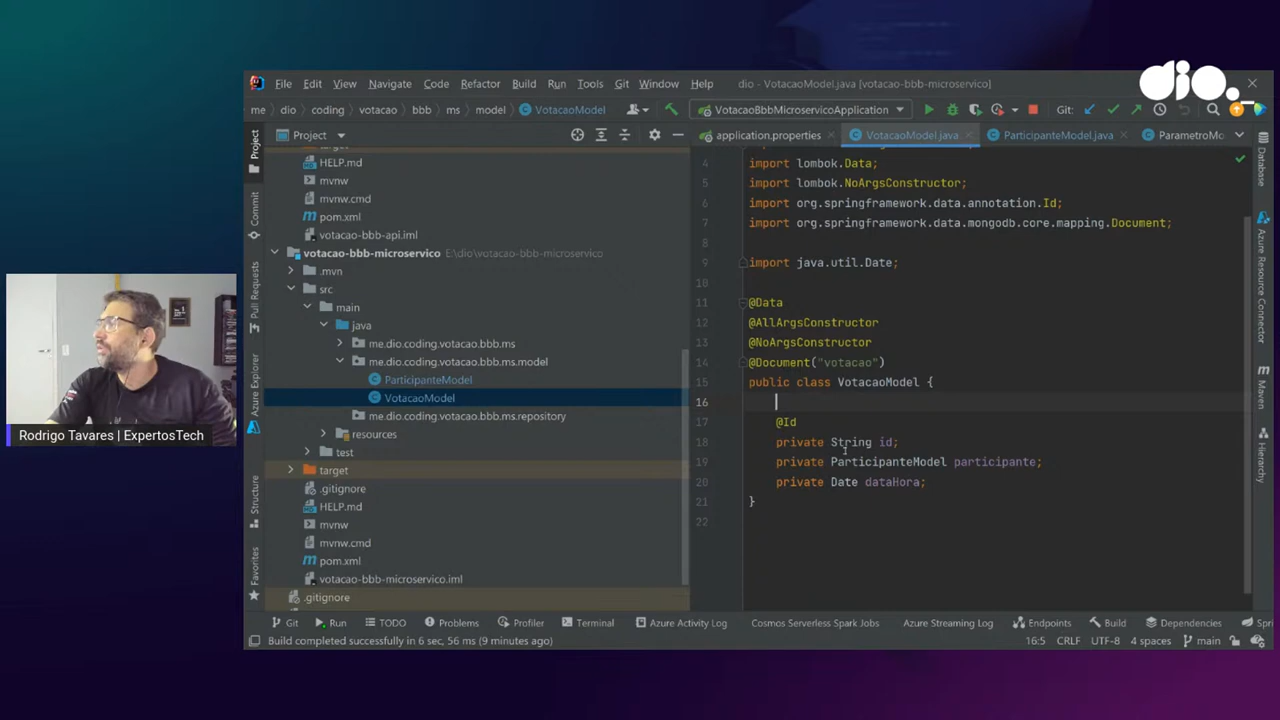 dio._
File Edit View Navigate Code Refactor Build Run Tools Git Window Help dio - VotacaoModel.java [votacao-bbb-microservico]
me dio coding votacao bbb ms model VotacaoModel VotacaoBbbMicroservicoApplication Git:
Project application.properties VotacaoModel.java ParticipanteModel.java ParametroMo
Project
Commit
Pull Requests
Azure Explorer
Structure
Favorites
HELP.md
mvnw
mvnw.cmd
pom.xml
votacao-bbb-api.iml
votacao-bbb-microservico E:\dio\votacao-bbb-microservico
.mvn
src
main
java
me.dio.coding.votacao.bbb.ms
me.dio.coding.votacao.bbb.ms.model
ParticipanteModel
VotacaoModel
me.dio.coding.votacao.bbb.ms.repository
resources
test
target
.gitignore
HELP.md
mvnw
mvnw.cmd
pom.xml
votacao-bbb-microservico.iml
.gitignore
4 import lombok.Data;
5 import lombok.NoArgsConstructor;
6 import org.springframework.data.annotation.Id;
7 import org.springframework.data.mongodb.core.mapping.Document;
8
9 import java.util.Date;
10
11 @Data
12 @AllArgsConstructor
13 @NoArgsConstructor
14 @Document("votacao")
15 public class VotacaoModel {
16
17 @Id
18 private String id;
19 private ParticipanteModel participante;
20 private Date dataHora;
21 }
22
Database
Azure Resource Connector
Maven
Hierarchy
Rodrigo Tavares | ExpertosTech
Git Run TODO Problems Profiler Terminal Azure Activity Log Cosmos Serverless Spark Jobs Azure Streaming Log Endpoints Build Dependencies Spri
Build completed successfully in 6 sec, 56 ms (9 minutes ago) 16:5 CRLF UTF-8 4 spaces main